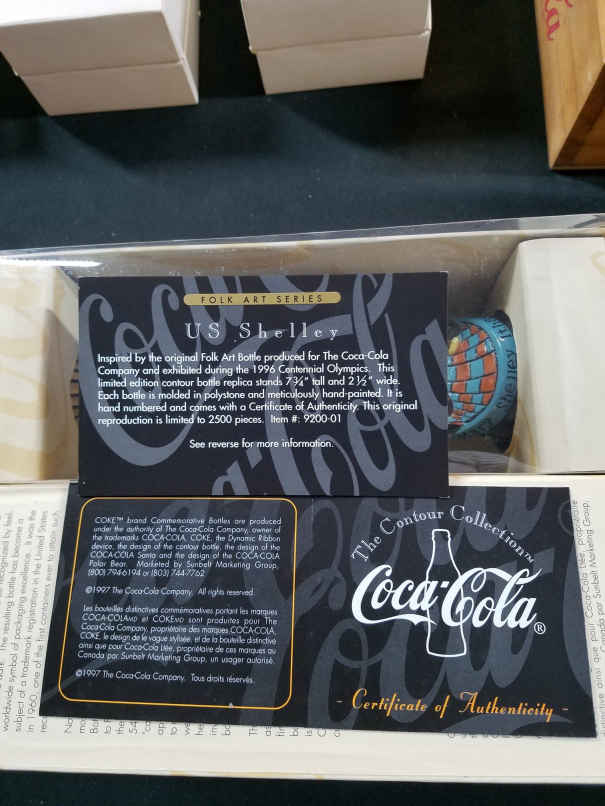 FOLK ART SERIES
US Shelley
Inspired by the original Folk Art Bottle produced for The Coca-Cola
Company and exhibited during the 1996 Centennial Olympics. This
limited edition contour bottle replica stands 7¾" tall and 2½" wide.
Each bottle is molded in polystone and meticulously hand-painted. It is
hand numbered and comes with a Certificate of Authenticity. This original
reproduction is limited to 2500 pieces. Item #: 9200-01
See reverse for more information.
COKE™ brand Commemorative Bottles are produced
under the authority of The Coca-Cola Company, owner of
the trademarks COCA-COLA, COKE, the Dynamic Ribbon
device, the design of the contour bottle, the design of the
COCA-COLA Santa and the design of the COCA-COLA
Polar Bear. Marketed by Sunbelt Marketing Group,
(800) 794-6194 or (803) 744-7762
©1997 The Coca-Cola Company. All rights reserved.
Les bouteilles distinctives commémoratives portant les marques
COCA-COLAMD et COKEMD sont produites pour The
Coca-Cola Company, propriétaire des marques COCA-COLA,
COKE, le design de le vague stylisée, et de la bouteille distinctive
ainsi que pour Coca-Cola Ltée, propriétaire de ces marques au
Canada par Sunbelt Marketing Group, un usager autorisé.
©1997 The Coca-Cola Company. Tous droits réservés.
The Contour Collection™
Coca-Cola®
- Certificate of Authenticity -
Shelley